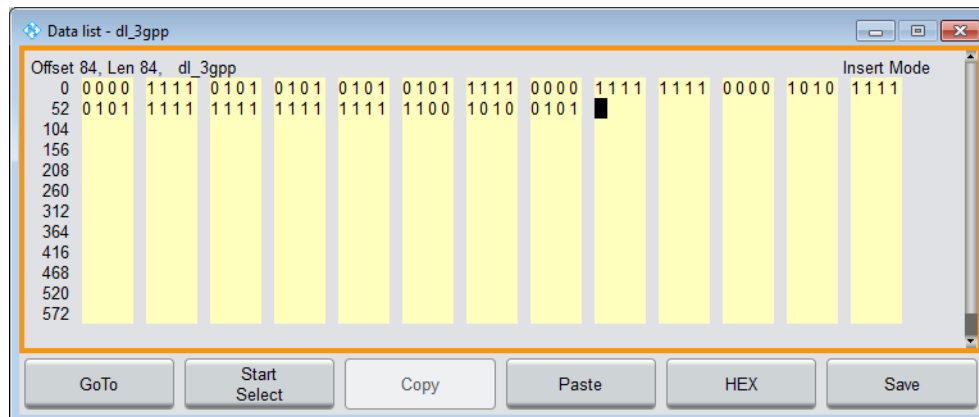 Data list - dl_3gpp
Offset 84, Len 84, dl_3gpp Insert Mode
0 0000 1111 0101 0101 0101 0101 1111 0000 1111 1111 0000 1010 1111
52 0101 1111 1111 1111 1111 1100 1010 0101
104
156
208
260
312
364
416
468
520
572
GoTo Start Select Copy Paste HEX Save